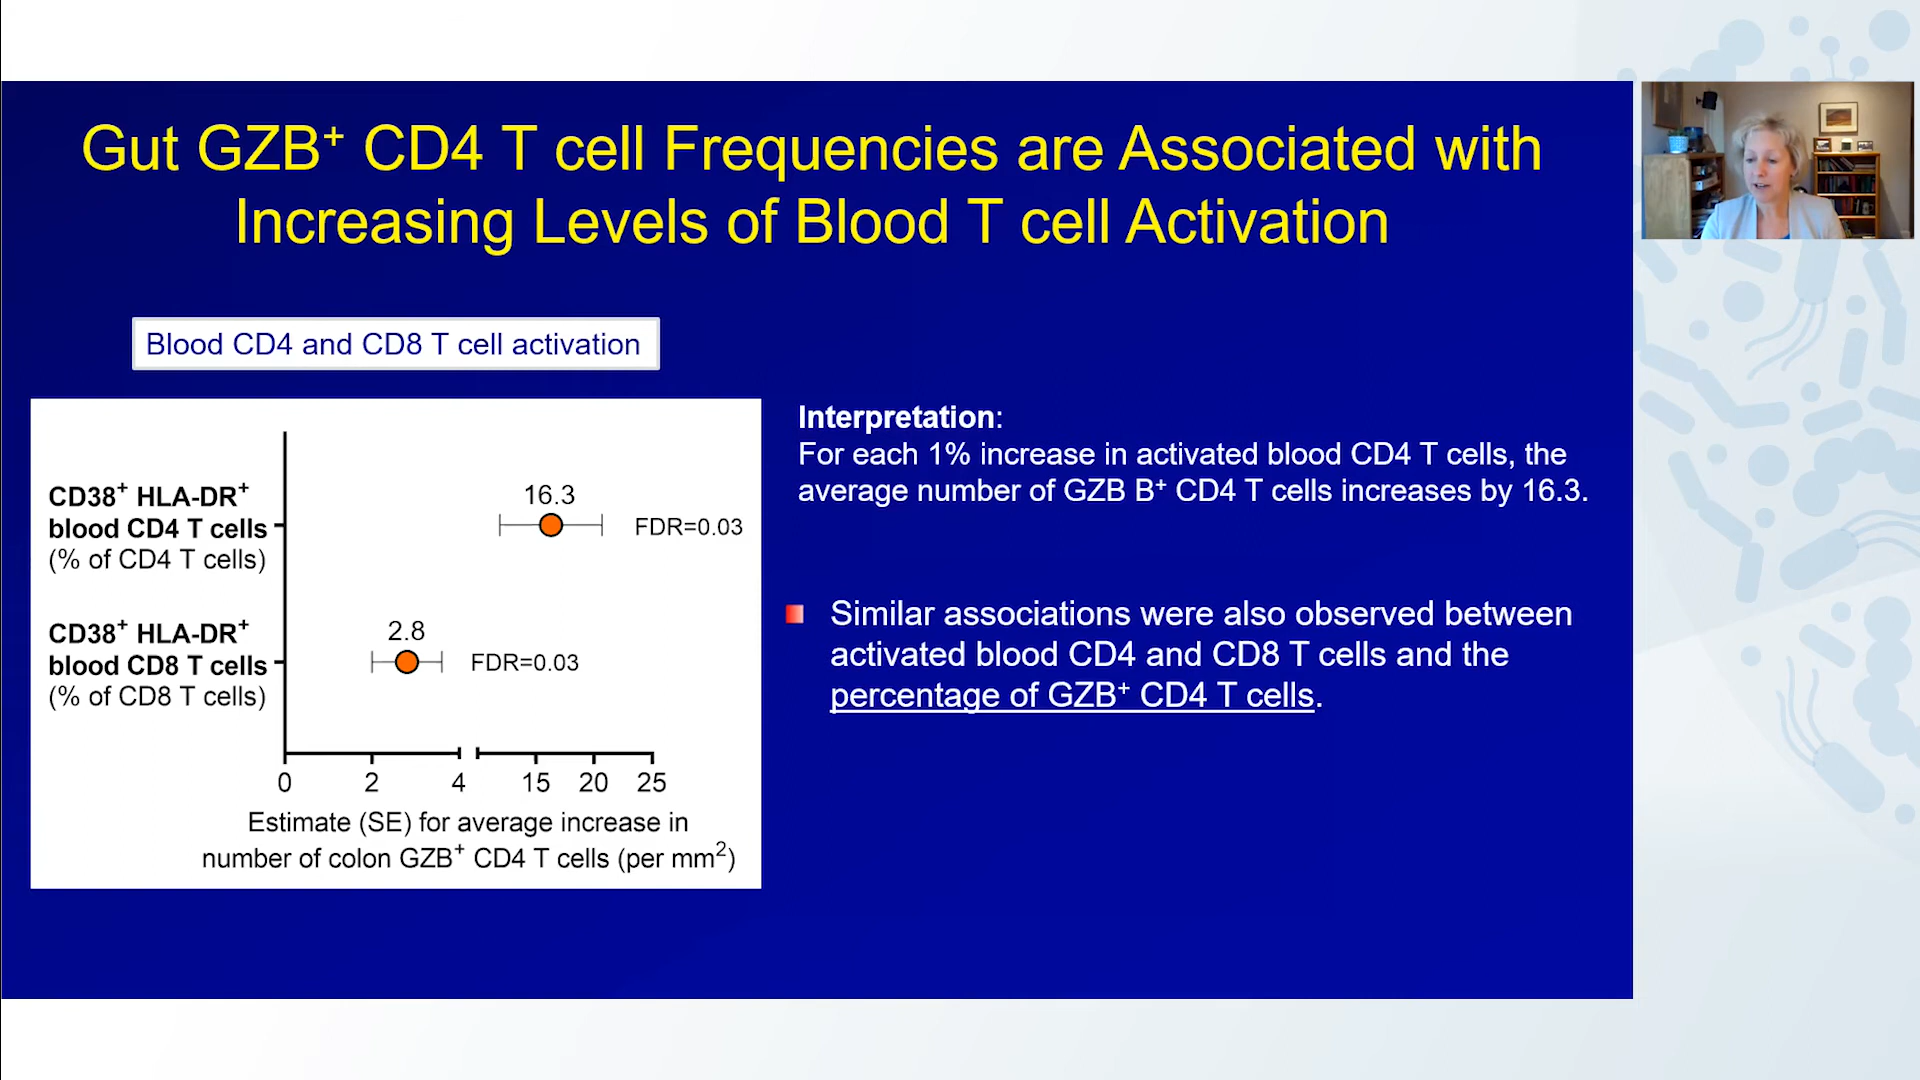 Gut GZB⁺ CD4 T cell Frequencies are Associated with
Increasing Levels of Blood T cell Activation
Blood CD4 and CD8 T cell activation
CD38⁺ HLA-DR⁺
blood CD4 T cells
(% of CD4 T cells)
16.3
FDR=0.03
CD38⁺ HLA-DR⁺
blood CD8 T cells
(% of CD8 T cells)
2.8
FDR=0.03
0 2 4 15 20 25
Estimate (SE) for average increase in
number of colon GZB⁺ CD4 T cells (per mm²)
Interpretation:
For each 1% increase in activated blood CD4 T cells, the
average number of GZB B⁺ CD4 T cells increases by 16.3.
Similar associations were also observed between
activated blood CD4 and CD8 T cells and the
percentage of GZB⁺ CD4 T cells.